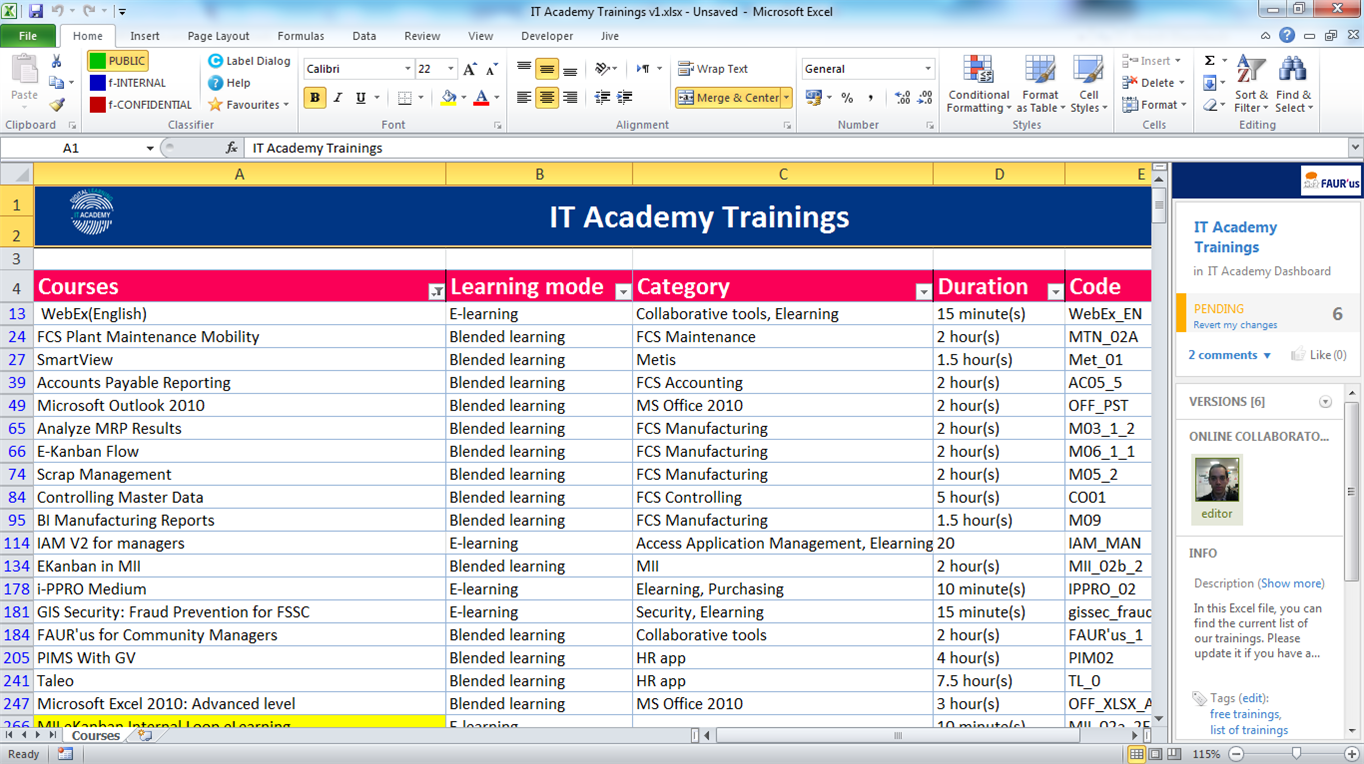 IT Academy Trainings v1.xlsx - Unsaved - Microsoft Excel
File Home Insert Page Layout Formulas Data Review View Developer Jive
PUBLIC Label Dialog Calibri 22 Wrap Text General Insert
Paste f-INTERNAL Help Conditional Formatting Format as Table Cell Styles Delete Sort & Filter Find & Select
f-CONFIDENTIAL Favourites B I U A Merge & Center % , Format
Clipboard Classifier Font Alignment Number Styles Cells Editing
A1 fx IT Academy Trainings
A B C D E
FAUR'us
1 IT ACADEMY IT Academy Trainings
2
3
4 Courses Learning mode Category Duration Code
13 WebEx(English) E-learning Collaborative tools, Elearning 15 minute(s) WebEx_EN
24 FCS Plant Maintenance Mobility Blended learning FCS Maintenance 2 hour(s) MTN_02A
27 SmartView Blended learning Metis 1.5 hour(s) Met_01
39 Accounts Payable Reporting Blended learning FCS Accounting 2 hour(s) AC05_5
49 Microsoft Outlook 2010 Blended learning MS Office 2010 2 hour(s) OFF_PST
65 Analyze MRP Results Blended learning FCS Manufacturing 2 hour(s) M03_1_2
66 E-Kanban Flow Blended learning FCS Manufacturing 2 hour(s) M06_1_1
74 Scrap Management Blended learning FCS Manufacturing 2 hour(s) M05_2
84 Controlling Master Data Blended learning FCS Controlling 5 hour(s) CO01
95 BI Manufacturing Reports Blended learning FCS Manufacturing 1.5 hour(s) M09
114 IAM V2 for managers E-learning Access Application Management, Elearning 20 IAM_MAN
134 EKanban in MII Blended learning MII 2 hour(s) MII_02b_2
178 i-PPRO Medium E-learning Elearning, Purchasing 10 minute(s) IPPRO_02
181 GIS Security: Fraud Prevention for FSSC E-learning Security, Elearning 15 minute(s) gissec_fraud
184 FAUR'us for Community Managers Blended learning Collaborative tools 2 hour(s) FAUR'us_1
205 PIMS With GV Blended learning HR app 4 hour(s) PIM02
241 Taleo Blended learning HR app 7.5 hour(s) TL_0
247 Microsoft Excel 2010: Advanced level Blended learning MS Office 2010 3 hour(s) OFF_XLSX_A
266 MII eKanban Internal Loop eLearning E-learning 10 minute(s)
IT Academy
Trainings
in IT Academy Dashboard
PENDING 6
Revert my changes
2 comments Like (0)
VERSIONS [6]
ONLINE COLLABORATO...
editor
INFO
Description (Show more)
In this Excel file, you can
find the current list of
our trainings. Please
update it if you have a...
Tags (edit):
free trainings,
list of trainings
Courses
Ready 115%